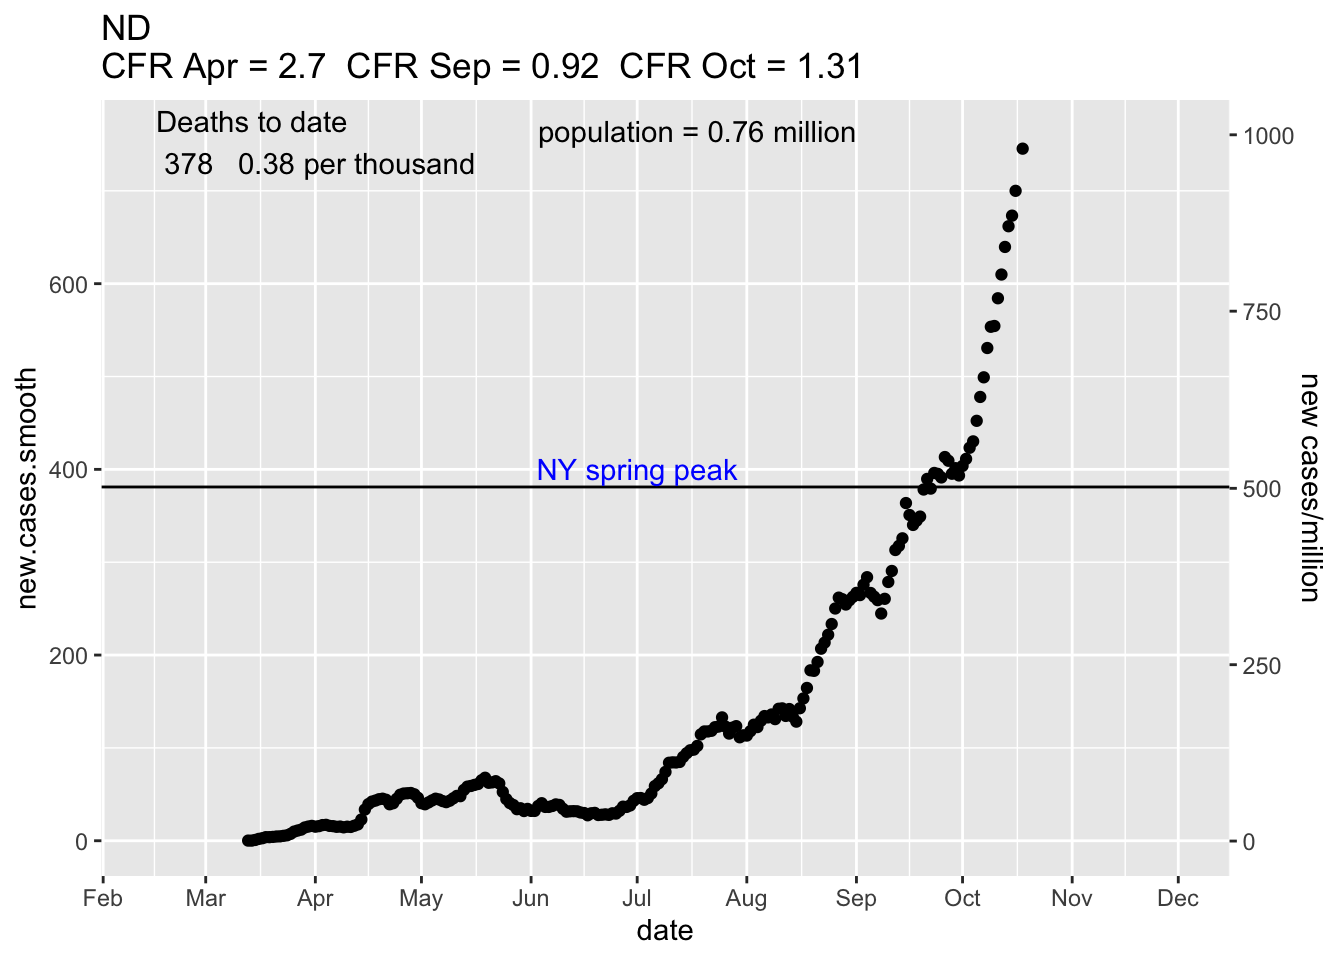 ND
CFR Apr = 2.7  CFR Sep = 0.92  CFR Oct = 1.31
Deaths to date
378   0.38 per thousand
population = 0.76 million
NY spring peak
new.cases.smooth
600
400
200
0
1000
750
500
250
0
new cases/million
Feb Mar Apr May Jun Jul Aug Sep Oct Nov Dec
date